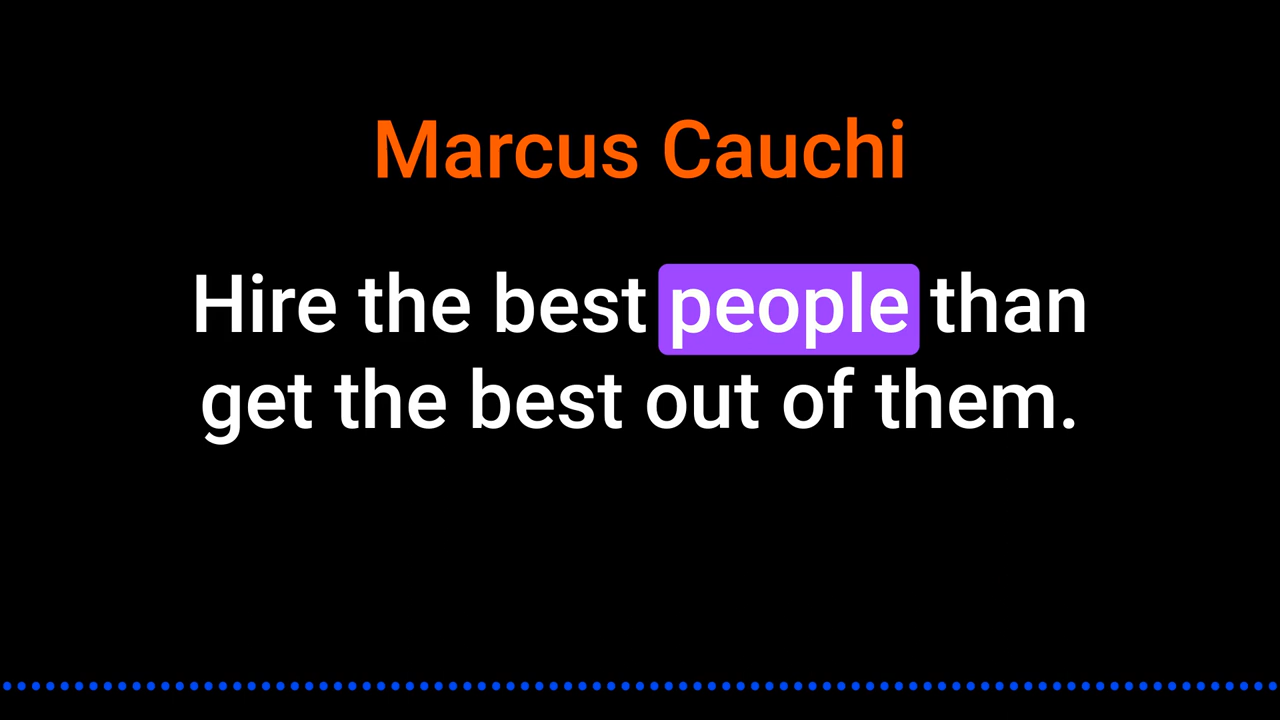 Marcus Cauchi
Hire the best people than
get the best out of them.